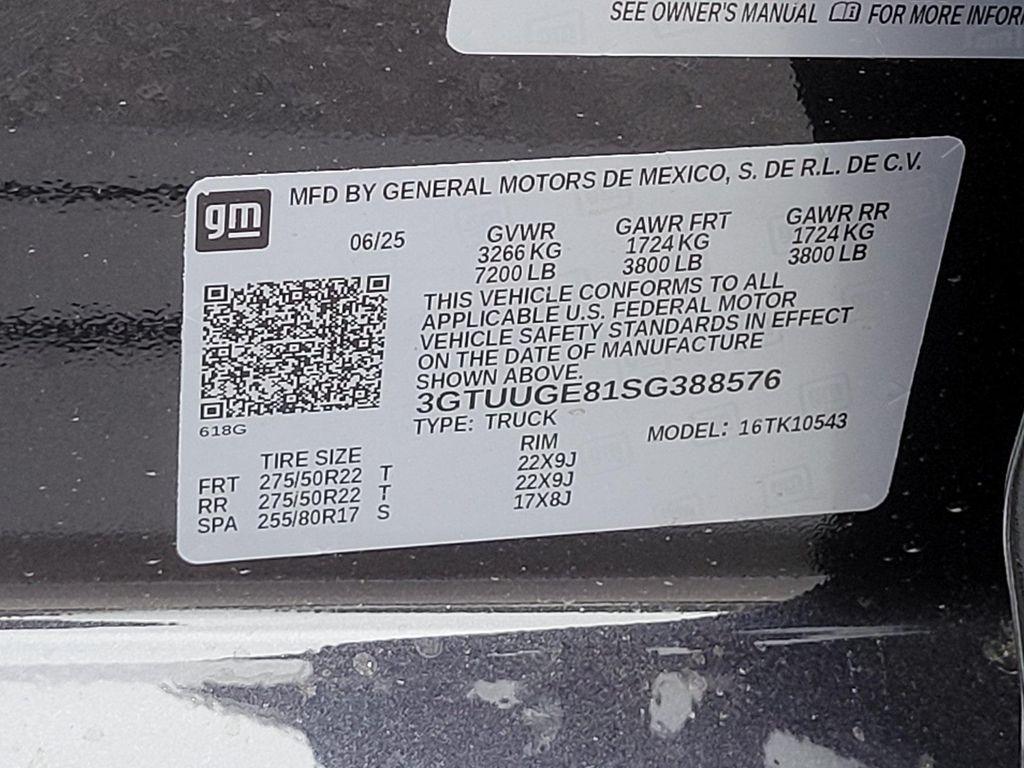 SEE OWNER'S MANUAL FOR MORE
gm
MFD BY GENERAL MOTORS DE MEXICO, S. DE R.L. DE C.V.
06/25
GVWR GAWR FRT GAWR RR
3266 KG 1724 KG 1724 KG
7200 LB 3800 LB 3800 LB
THIS VEHICLE CONFORMS TO ALL
APPLICABLE U.S. FEDERAL MOTOR
VEHICLE SAFETY STANDARDS IN EFFECT
ON THE DATE OF MANUFACTURE
SHOWN ABOVE.
3GTUUGE81SG388576
618G
TYPE: TRUCK MODEL: 16TK10543
TIRE SIZE RIM
FRT 275/50R22 T 22X9J
RR 275/50R22 T 22X9J
SPA 255/80R17 S 17X8J